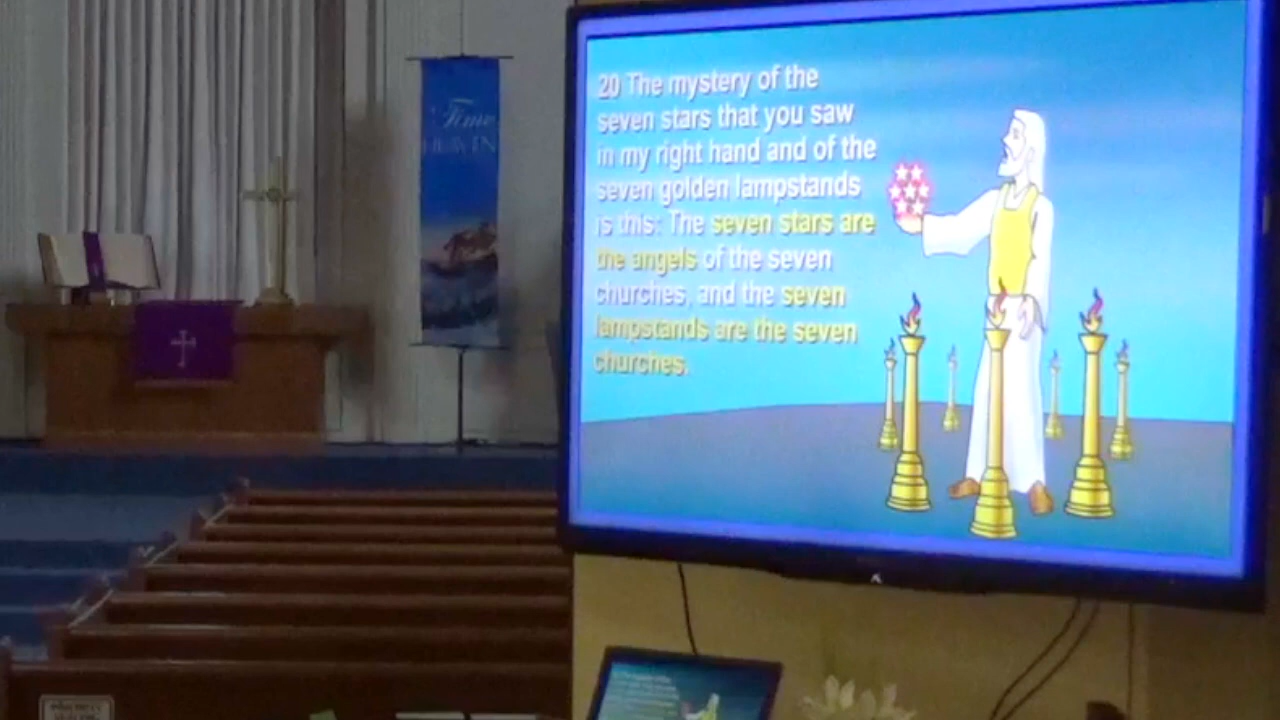 20 The mystery of the
seven stars that you saw
in my right hand and of the
seven golden lampstands
is this: The seven stars are
the angels of the seven
churches, and the seven
lampstands are the seven
churches.
Time
HEAVEN